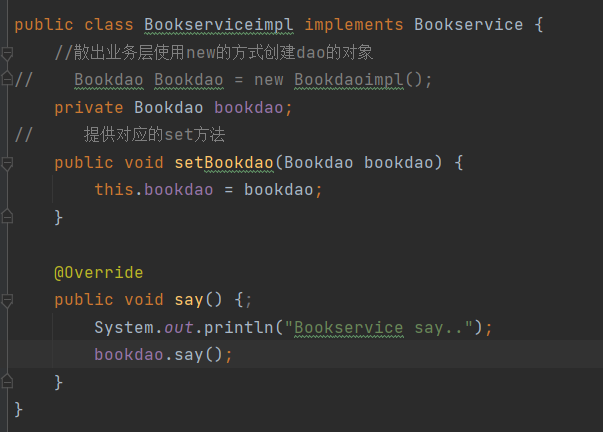 public class Bookserviceimpl implements Bookservice {
    //散出业务层使用new的方式创建dao的对象
//    Bookdao Bookdao = new Bookdaoimpl();
    private Bookdao bookdao;
//     提供对应的set方法
    public void setBookdao(Bookdao bookdao) {
        this.bookdao = bookdao;
    }

    @Override
    public void say() {;
        System.out.println("Bookservice say..");
        bookdao.say();
    }
}